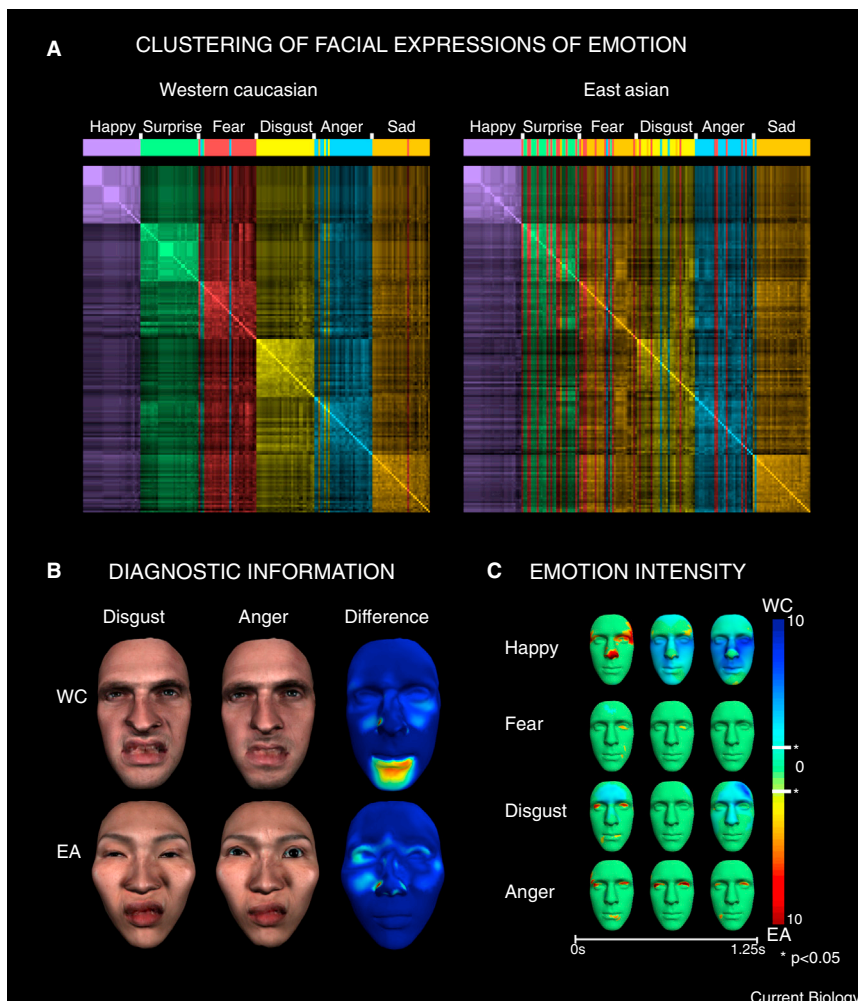 A CLUSTERING OF FACIAL EXPRESSIONS OF EMOTION
Western caucasian
East asian
Happy Surprise Fear Disgust Anger Sad
Happy Surprise Fear Disgust Anger Sad
B DIAGNOSTIC INFORMATION
Disgust Anger Difference
WC
EA
C EMOTION INTENSITY
WC
10
Happy
Fear
*
0
*
Disgust
Anger
10
EA
0s 1.25s
* p<0.05
Current Biology